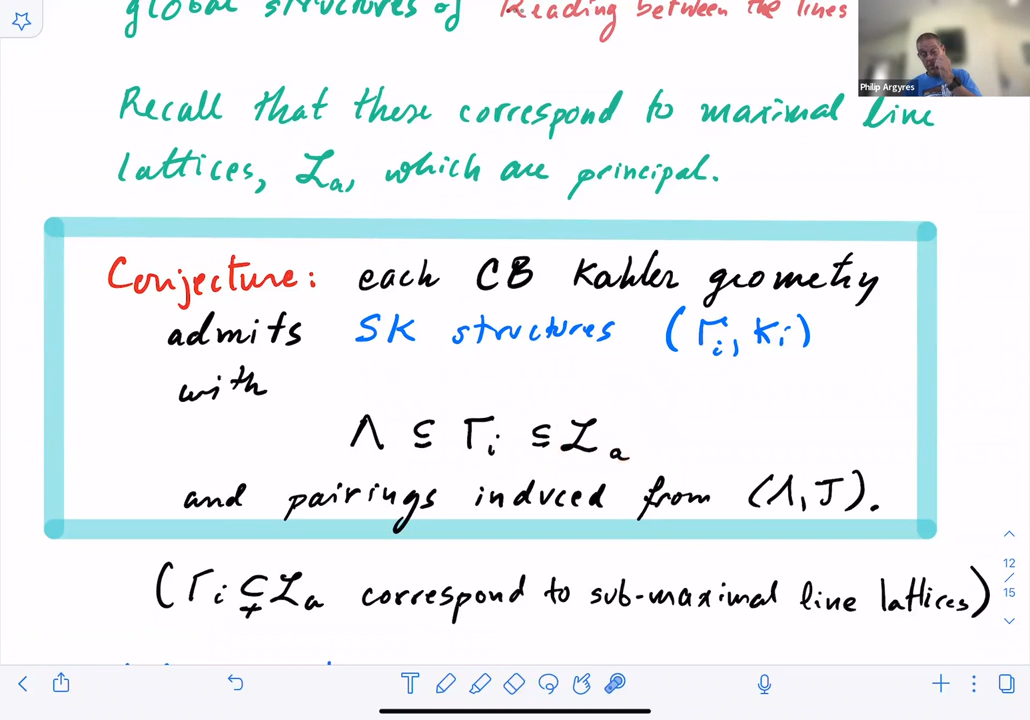 global structures of Reading between the lines
Philip Argyres
Recall that these correspond to maximal line
lattices, ℒa, which are principal.
Conjecture: each CB Kahler geometry
admits SK structures (Γi, Ki)
with
Λ ⊆ Γi ⊆ ℒa
and pairings induced from (Λ, J).
(Γi ⊊ ℒa correspond to sub-maximal line lattices)
12
/
15